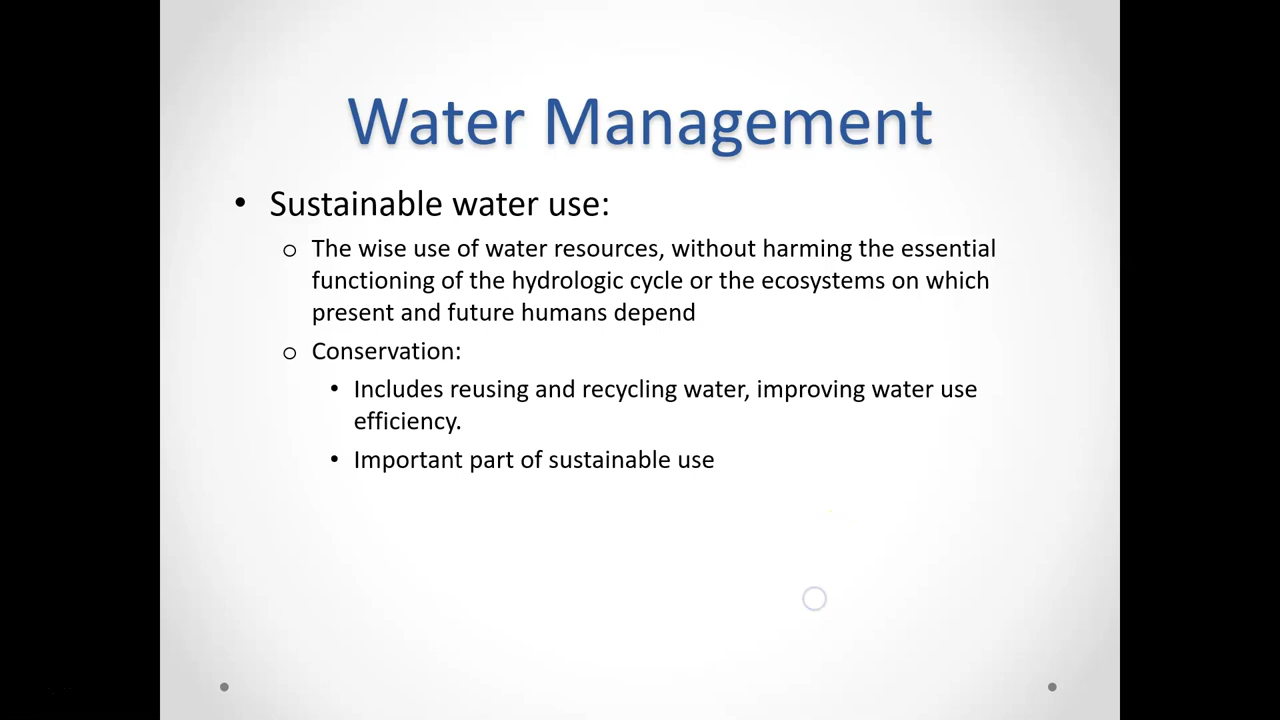 Water Management
• Sustainable water use:
o The wise use of water resources, without harming the essential
functioning of the hydrologic cycle or the ecosystems on which
present and future humans depend
o Conservation:
• Includes reusing and recycling water, improving water use
efficiency.
• Important part of sustainable use